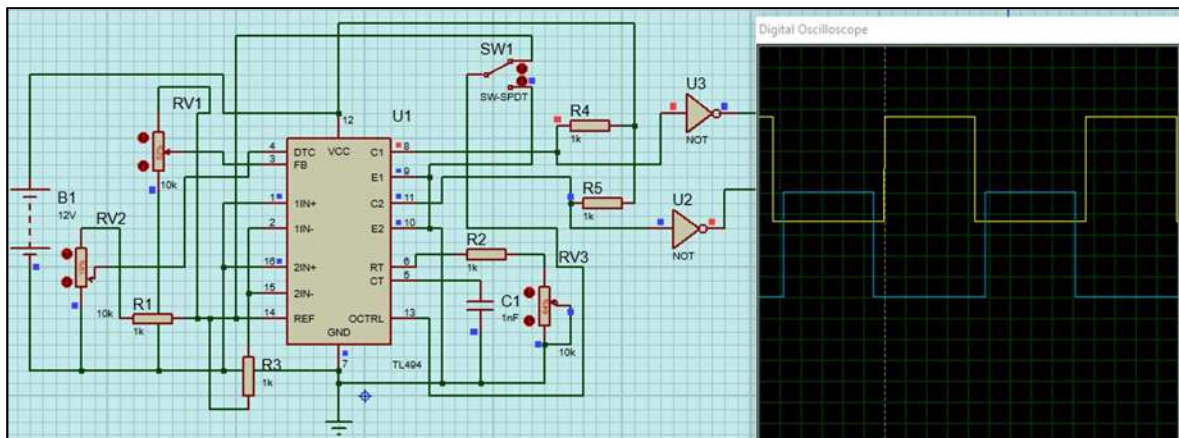 Digital Oscilloscope
SW1
SW-SPDT
U3
NOT
RV1
10k
12
U1
R4
1k
B1
12V
RV2
10k
4 DTC VCC C1 8
3 FB
E1 9
1 1IN+ C2 11
2 1IN- E2 10
16 2IN+ RT 6
15 2IN- CT 5
14 REF OCTRL 13
GND
7
TL494
R5
1k
U2
NOT
R2
1k
RV3
10k
C1
1nF
R1
1k
R3
1k